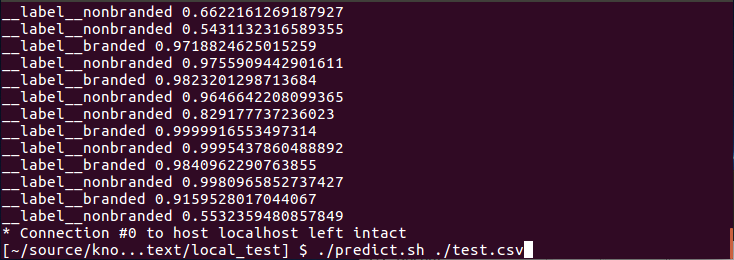 __label__nonbranded 0.6622161269187927
__label__nonbranded 0.5431132316589355
__label__branded 0.9718824625015259
__label__nonbranded 0.9755909442901611
__label__branded 0.9823201298713684
__label__nonbranded 0.9646642208099365
__label__nonbranded 0.829177737236023
__label__branded 0.9999916553497314
__label__nonbranded 0.9995437860488892
__label__branded 0.9840962290763855
__label__nonbranded 0.9980965852737427
__label__branded 0.9159528017044067
__label__nonbranded 0.5532359480857849
* Connection #0 to host localhost left intact
[~/source/kno...text/local_test] $ ./predict.sh ./test.csv